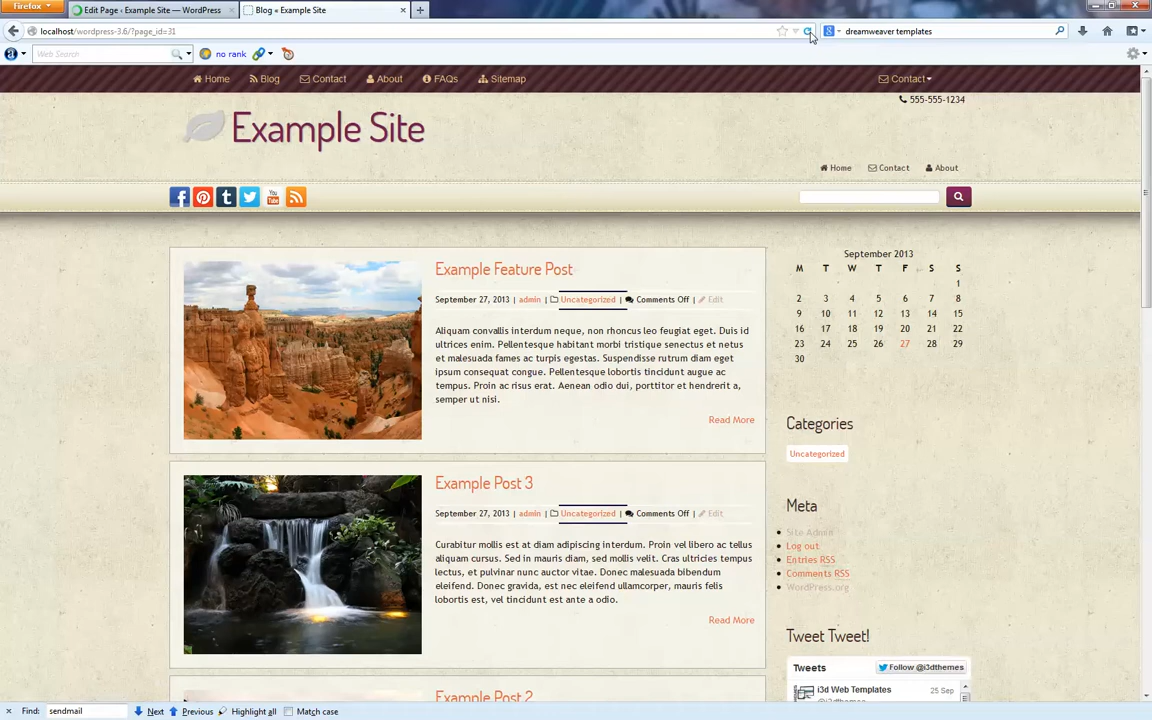 Firefox
Edit Page ‹ Example Site — WordPress
Blog « Example Site
localhost/wordpress-3.6/?page_id=31
dreamweaver templates
Web Search
no rank
Home
Blog
Contact
About
FAQs
Sitemap
Contact
555-555-1234
Example Site
Home
Contact
About
You
Tube
Example Feature Post
September 27, 2013 | admin | Uncategorized | Comments Off | Edit
Aliquam convallis interdum neque, non rhoncus leo feugiat eget. Duis id
ultrices enim. Pellentesque habitant morbi tristique senectus et netus
et malesuada fames ac turpis egestas. Suspendisse rutrum diam eget
ipsum consequat congue. Pellentesque lobortis tincidunt augue ac
tempus. Proin ac risus erat. Aenean odio dui, porttitor et hendrerit a,
semper ut nisi.
Read More
Example Post 3
September 27, 2013 | admin | Uncategorized | Comments Off | Edit
Curabitur mollis est at diam adipiscing interdum. Proin vel libero ac tellus
aliquam cursus. Sed in mauris diam, sed mollis velit. Cras ultricies tempus
lectus, et pulvinar nunc auctor vitae. Donec malesuada bibendum
eleifend. Donec gravida, est nec eleifend ullamcorper, mauris felis
lobortis est, vel tincidunt est ante a odio.
Read More
Example Post 2
September 2013
M T W T F S S
1
2 3 4 5 6 7 8
9 10 11 12 13 14 15
16 17 18 19 20 21 22
23 24 25 26 27 28 29
30
Categories
Uncategorized
Meta
Site Admin
Log out
Entries RSS
Comments RSS
WordPress.org
Tweet Tweet!
Tweets
Follow @i3dthemes
i3d Web Templates
25 Sep
@i3dthemes
Find: sendmail
Next
Previous
Highlight all
Match case